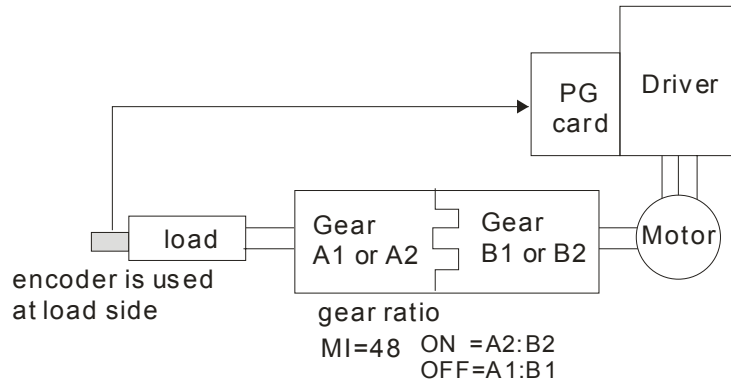 PG
card
Driver
load
Gear
A1 or A2
Gear
B1 or B2
Motor
encoder is used
at load side
gear ratio
MI=48 ON =A2:B2
OFF=A1:B1